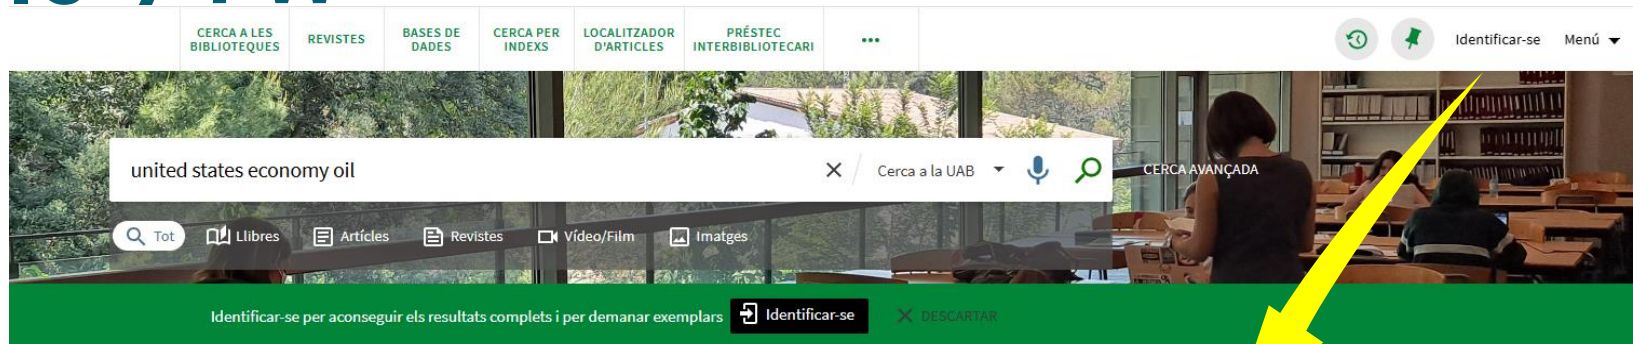 CERCA A LES
BIBLIOTEQUES
REVISTES
BASES DE
DADES
CERCA PER
INDEXS
LOCALITZADOR
D'ARTICLES
PRÉSTEC
INTERBIBLIOTECARI
•••
Identificar-se
Menú
united states economy oil
Cerca a la UAB
CERCA AVANÇADA
Tot
Llibres
Artícles
Revistes
Vídeo/Film
Imatges
Identificar-se per aconseguir els resultats complets i per demanar exemplars
Identificar-se
DESCARTAR